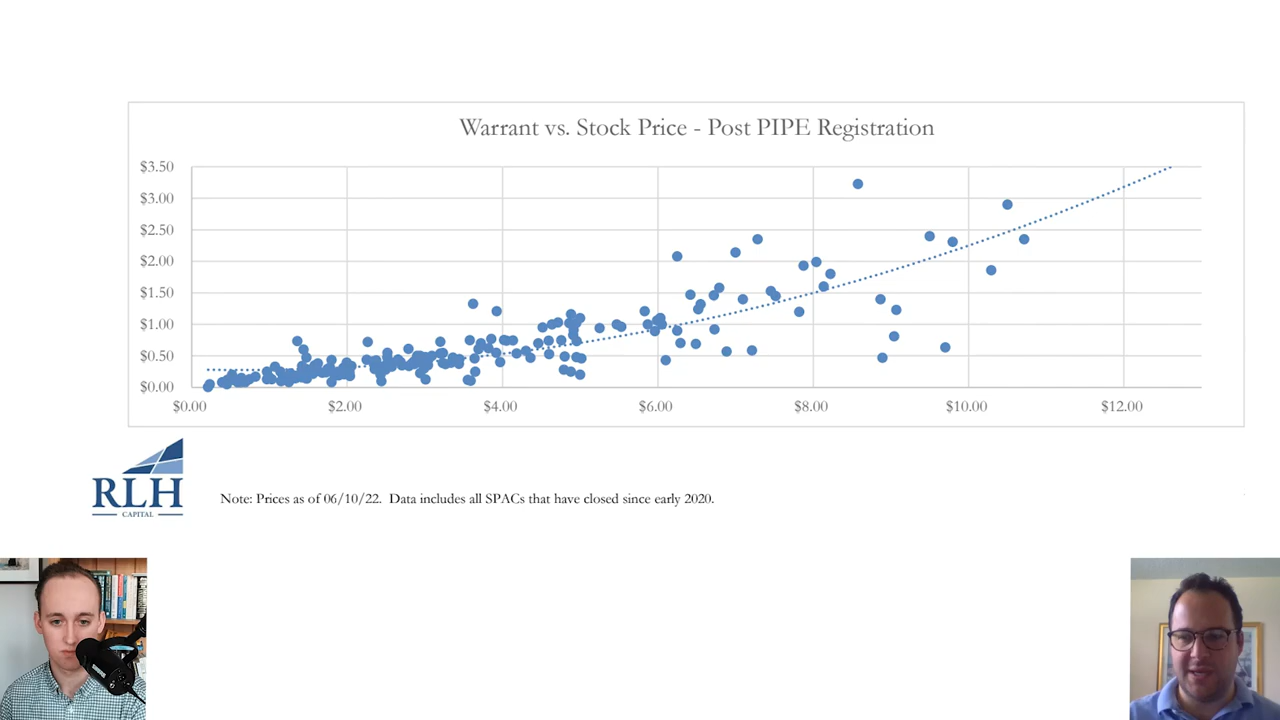 Warrant vs. Stock Price - Post PIPE Registration
$3.50
$3.00
$2.50
$2.00
$1.50
$1.00
$0.50
$0.00
$0.00 $2.00 $4.00 $6.00 $8.00 $10.00 $12.00
RLH
CAPITAL
Note: Prices as of 06/10/22. Data includes all SPACs that have closed since early 2020.